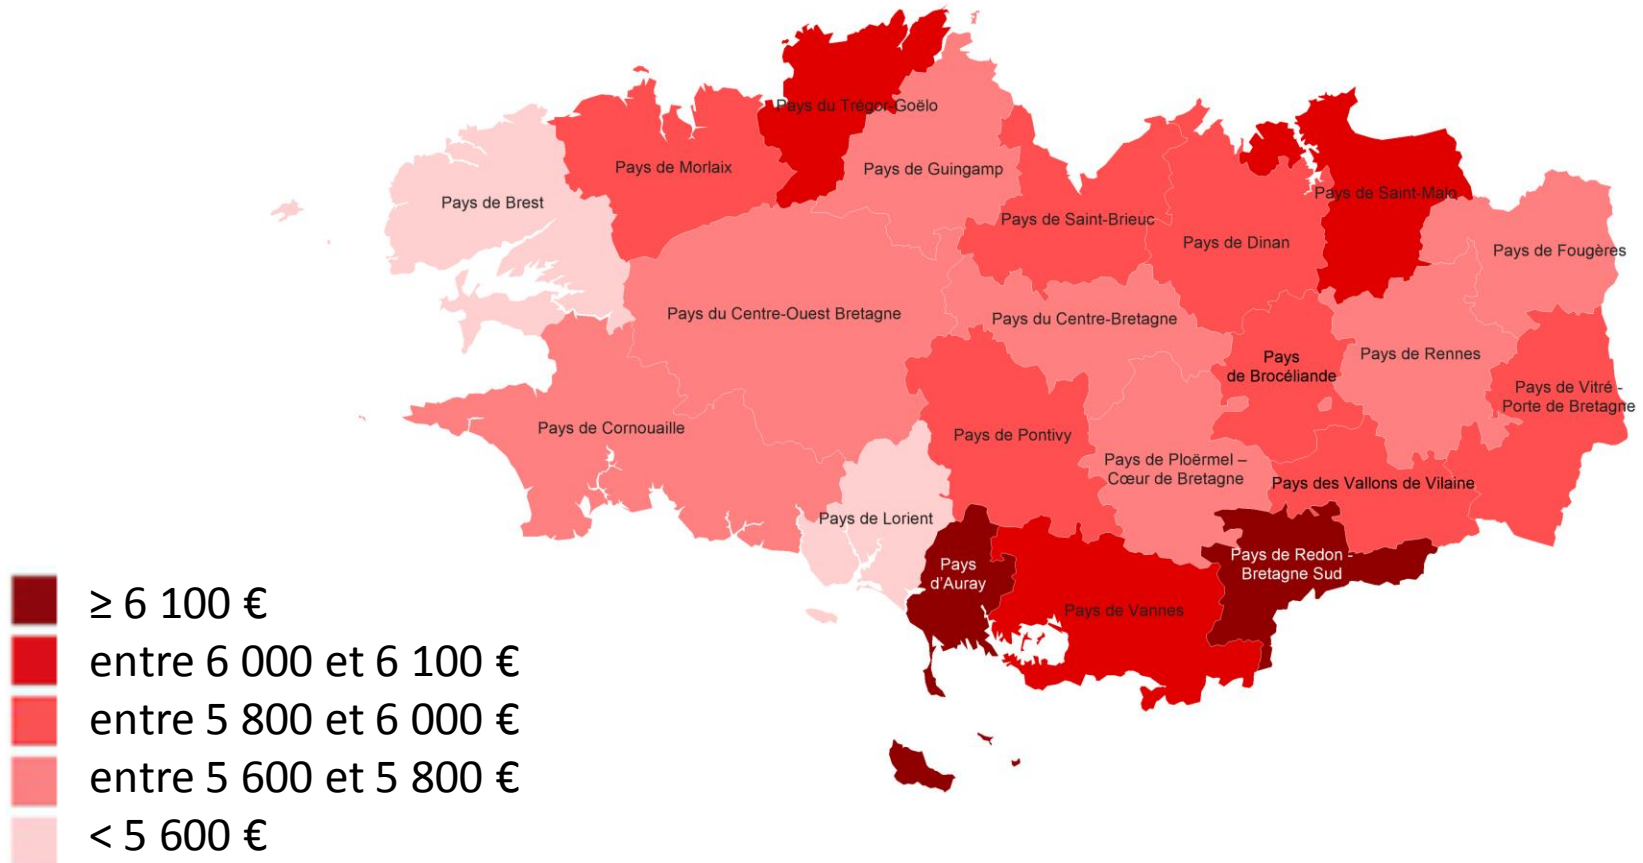 Pays du Trégor-Goëlo
Pays de Morlaix
Pays de Guingamp
Pays de Brest
Pays de Saint-Malo
Pays de Saint-Brieuc
Pays de Dinan
Pays de Fougères
Pays du Centre-Ouest Bretagne
Pays du Centre-Bretagne
Pays
de Brocéliande
Pays de Rennes
Pays de Vitré -
Porte de Bretagne
Pays de Cornouaille
Pays de Pontivy
Pays de Ploërmel –
Cœur de Bretagne
Pays des Vallons de Vilaine
Pays de Lorient
Pays
d'Auray
Pays de Redon -
Bretagne Sud
Pays de Vannes
≥ 6 100 €
entre 6 000 et 6 100 €
entre 5 800 et 6 000 €
entre 5 600 et 5 800 €
< 5 600 €